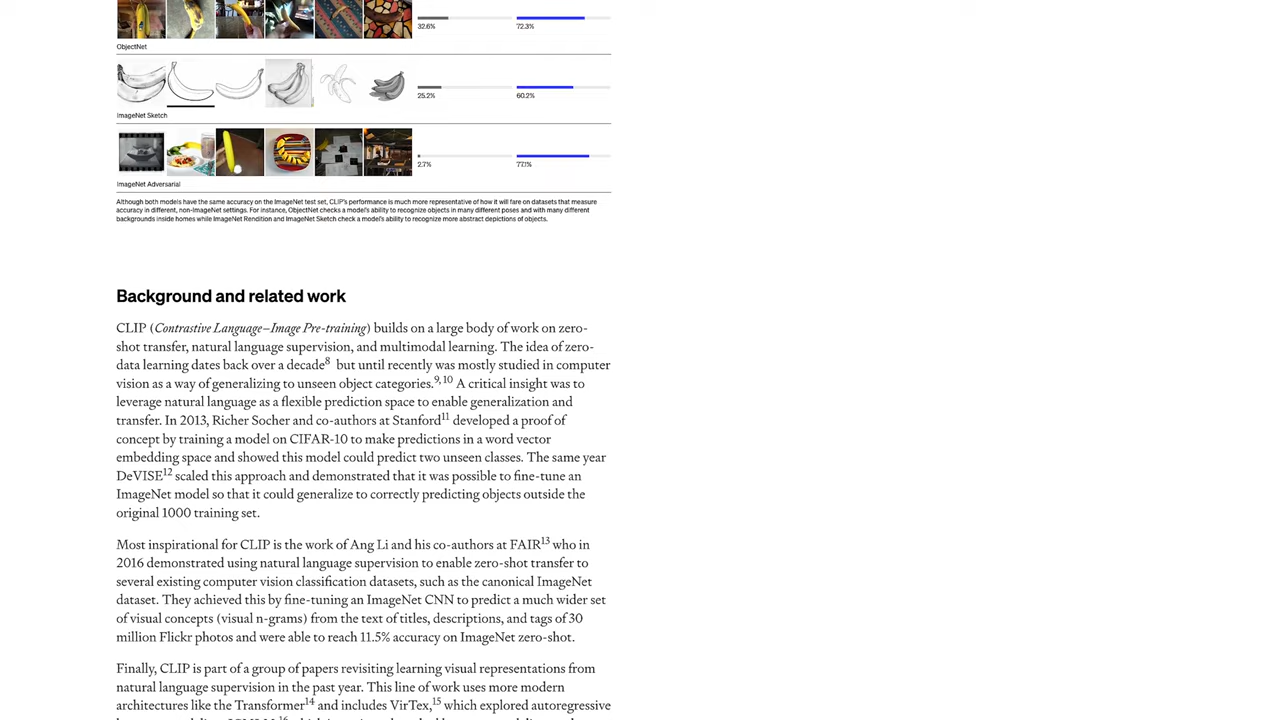 32.6%
72.3%
ObjectNet
25.2%
60.2%
ImageNet Sketch
2.7%
77.1%
ImageNet Adversarial
Although both models have the same accuracy on the ImageNet test set, CLIP's performance is much more representative of how it will fare on datasets that measure
accuracy in different, non-ImageNet settings. For instance, ObjectNet checks a model's ability to recognize objects in many different poses and with many different
backgrounds inside homes while ImageNet Rendition and ImageNet Sketch check a model's ability to recognize more abstract depictions of objects.
Background and related work
CLIP (Contrastive Language–Image Pre-training) builds on a large body of work on zero-
shot transfer, natural language supervision, and multimodal learning. The idea of zero-
data learning dates back over a decade8 but until recently was mostly studied in computer
vision as a way of generalizing to unseen object categories.9, 10 A critical insight was to
leverage natural language as a flexible prediction space to enable generalization and
transfer. In 2013, Richer Socher and co-authors at Stanford11 developed a proof of
concept by training a model on CIFAR-10 to make predictions in a word vector
embedding space and showed this model could predict two unseen classes. The same year
DeVISE12 scaled this approach and demonstrated that it was possible to fine-tune an
ImageNet model so that it could generalize to correctly predicting objects outside the
original 1000 training set.
Most inspirational for CLIP is the work of Ang Li and his co-authors at FAIR13 who in
2016 demonstrated using natural language supervision to enable zero-shot transfer to
several existing computer vision classification datasets, such as the canonical ImageNet
dataset. They achieved this by fine-tuning an ImageNet CNN to predict a much wider set
of visual concepts (visual n-grams) from the text of titles, descriptions, and tags of 30
million Flickr photos and were able to reach 11.5% accuracy on ImageNet zero-shot.
Finally, CLIP is part of a group of papers revisiting learning visual representations from
natural language supervision in the past year. This line of work uses more modern
architectures like the Transformer14 and includes VirTex,15 which explored autoregressive